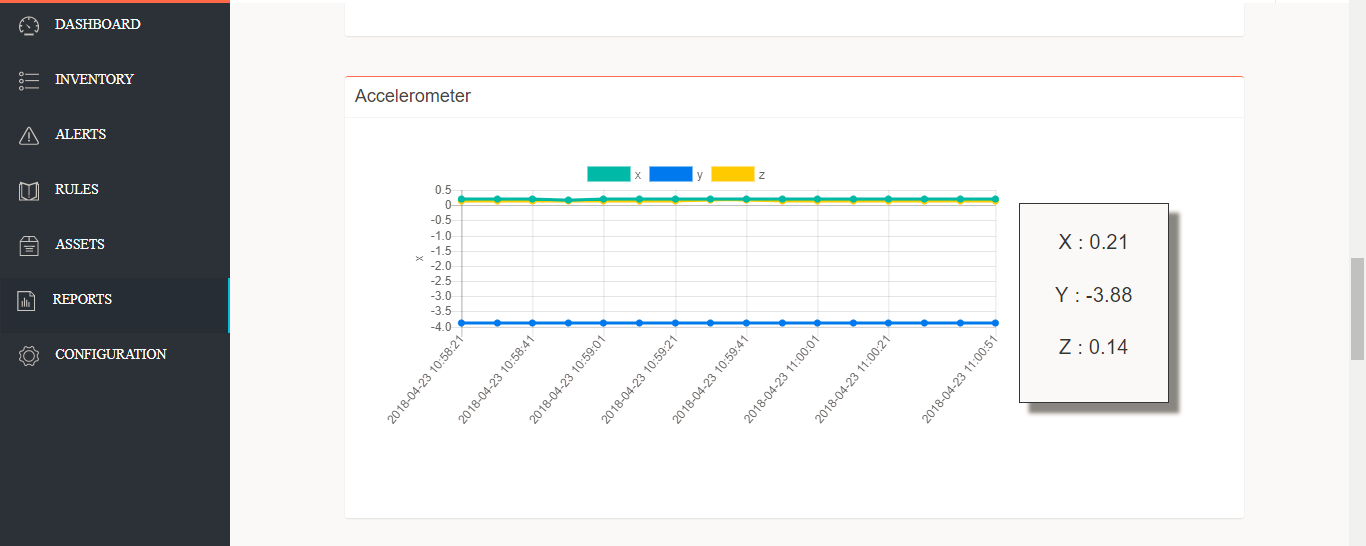 DASHBOARD
INVENTORY
ALERTS
RULES
ASSETS
REPORTS
CONFIGURATION
Accelerometer
x y z
0.5
0
-0.5
-1.0
-1.5
-2.0
-2.5
-3.0
-3.5
-4.0
x
2018-04-23 10:58:21
2018-04-23 10:58:41
2018-04-23 10:59:01
2018-04-23 10:59:21
2018-04-23 10:59:41
2018-04-23 11:00:01
2018-04-23 11:00:21
2018-04-23 11:00:51
X : 0.21
Y : -3.88
Z : 0.14